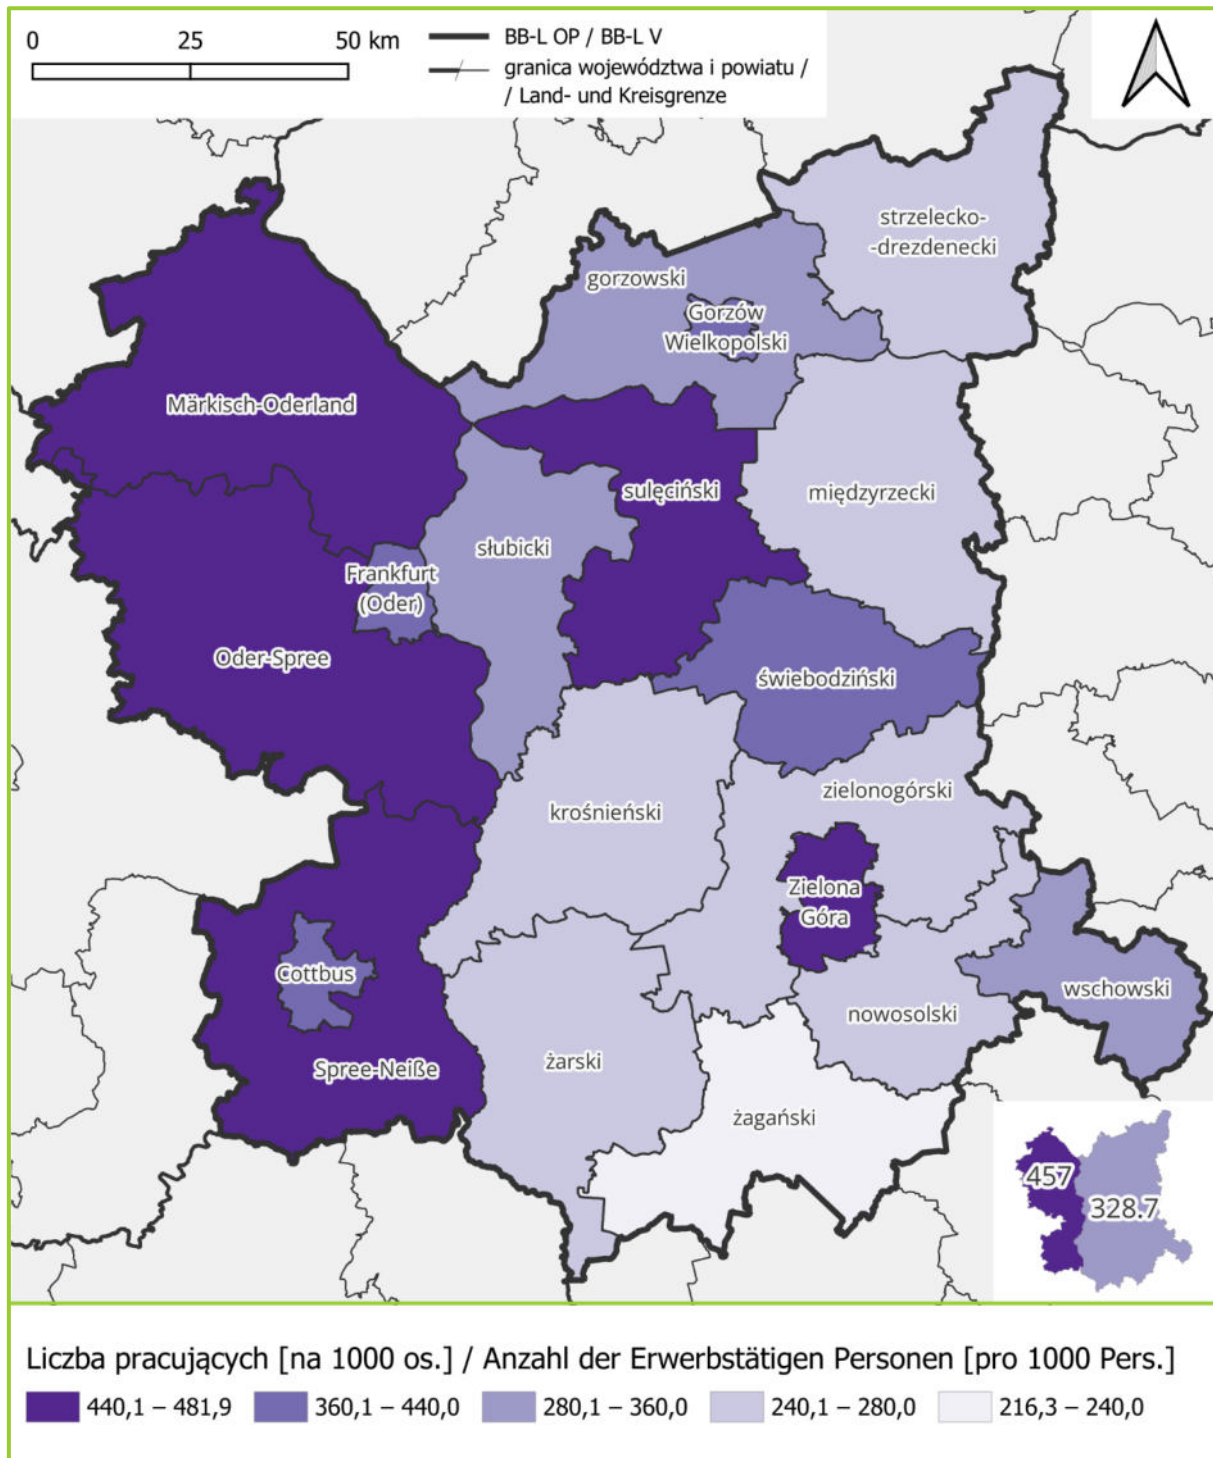 0 25 50 km
BB-L OP / BB-L V
granica województwa i powiatu /
/ Land- und Kreisgrenze
strzelecko-
-drezdenecki
gorzowski
Gorzów
Wielkopolski
Märkisch-Oderland
sulęciński
międzyrzecki
słubicki
Frankfurt
(Oder)
Oder-Spree
świebodziński
zielonogórski
krośnieński
Zielona
Góra
Cottbus
wschowski
nowosolski
Spree-Neiße
żarski
żagański
457
328.7
Liczba pracujących [na 1000 os.] / Anzahl der Erwerbstätigen Personen [pro 1000 Pers.]
440,1 – 481,9 360,1 – 440,0 280,1 – 360,0 240,1 – 280,0 216,3 – 240,0